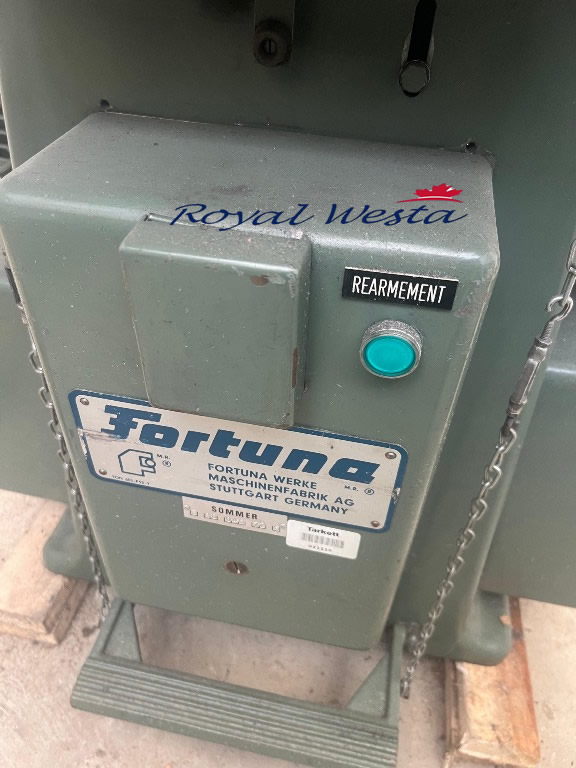 Royal Westa
REARMEMENT
Fortuna
M.R. ®
M.R. ®
FORTUNA WERKE
MASCHINENFABRIK AG
STUTTGART GERMANY
SOMMER
Tarkett